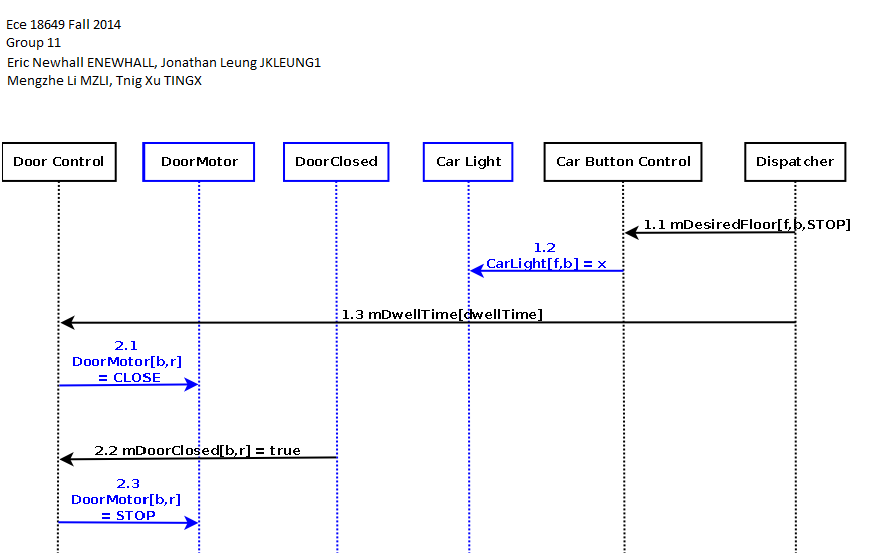 Ece 18649 Fall 2014
Group 11
Eric Newhall ENEWHALL, Jonathan Leung JKLEUNG1
Mengzhe Li MZLI, Tnig Xu TINGX
Door Control
DoorMotor
DoorClosed
Car Light
Car Button Control
Dispatcher
1.1 mDesiredFloor[f,b,STOP]
1.2
CarLight[f,b] = x
1.3 mDwellTime[dwellTime]
2.1
DoorMotor[b,r]
= CLOSE
2.2 mDoorClosed[b,r] = true
2.3
DoorMotor[b,r]
= STOP